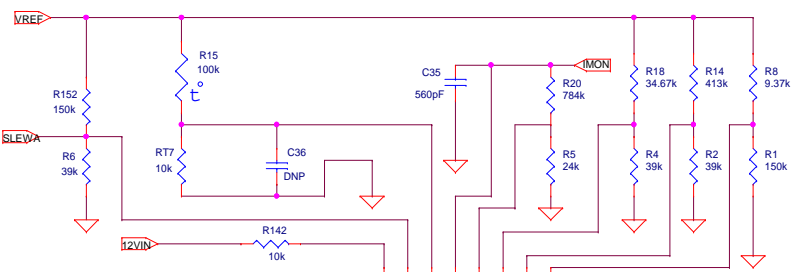 VREF
R15
100k
t°
R152
150k
SLEWA
R6
39k
RT7
10k
C36
DNP
12VIN
R142
10k
C35
560pF
IMON
R20
784k
R5
24k
R18
34.67k
R4
39k
R14
413k
R2
39k
R8
9.37k
R1
150k